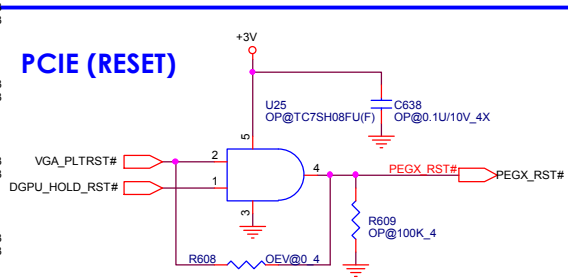 PCIE (RESET)
+3V
U25
OP@TC7SH08FU(F)
C638
OP@0.1U/10V_4X
5
VGA_PLTRST#
2
DGPU_HOLD_RST#
1
4
PEGX_RST#
PEGX_RST#
3
R609
OP@100K_4
R608
OEV@0_4